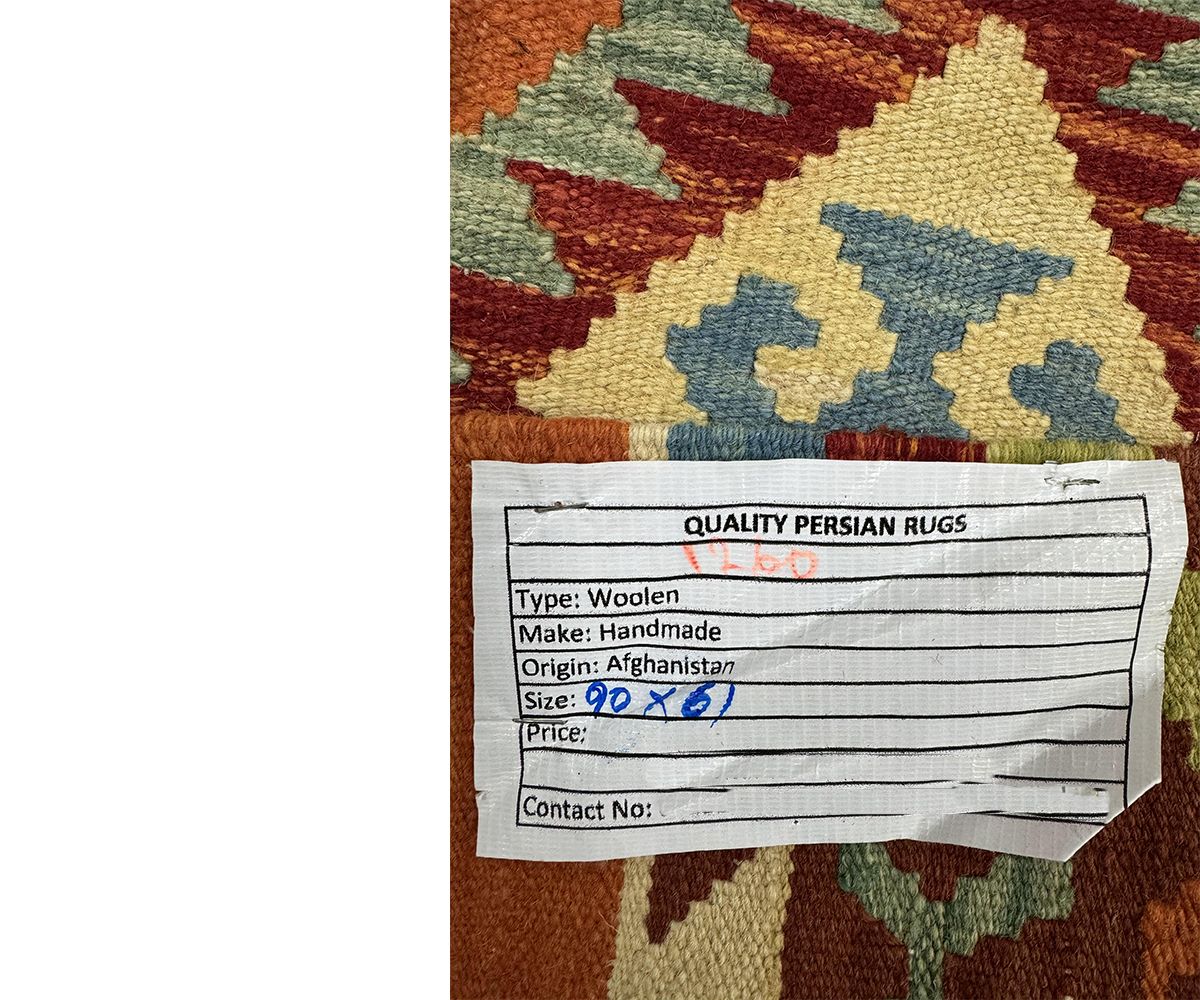 QUALITY PERSIAN RUGS
1260
Type: Woolen
Make: Handmade
Origin: Afghanistan
Size: 90 x 61
Price:
Contact No: